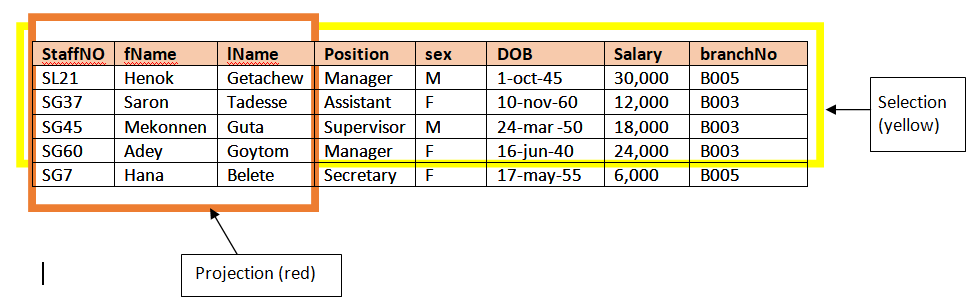 StaffNO fName lName Position sex DOB Salary branchNo
SL21 Henok Getachew Manager M 1-oct-45 30,000 B005
SG37 Saron Tadesse Assistant F 10-nov-60 12,000 B003
SG45 Mekonnen Guta Supervisor M 24-mar -50 18,000 B003
SG60 Adey Goytom Manager F 16-jun-40 24,000 B003
SG7 Hana Belete Secretary F 17-may-55 6,000 B005
Selection
(yellow)
Projection (red)